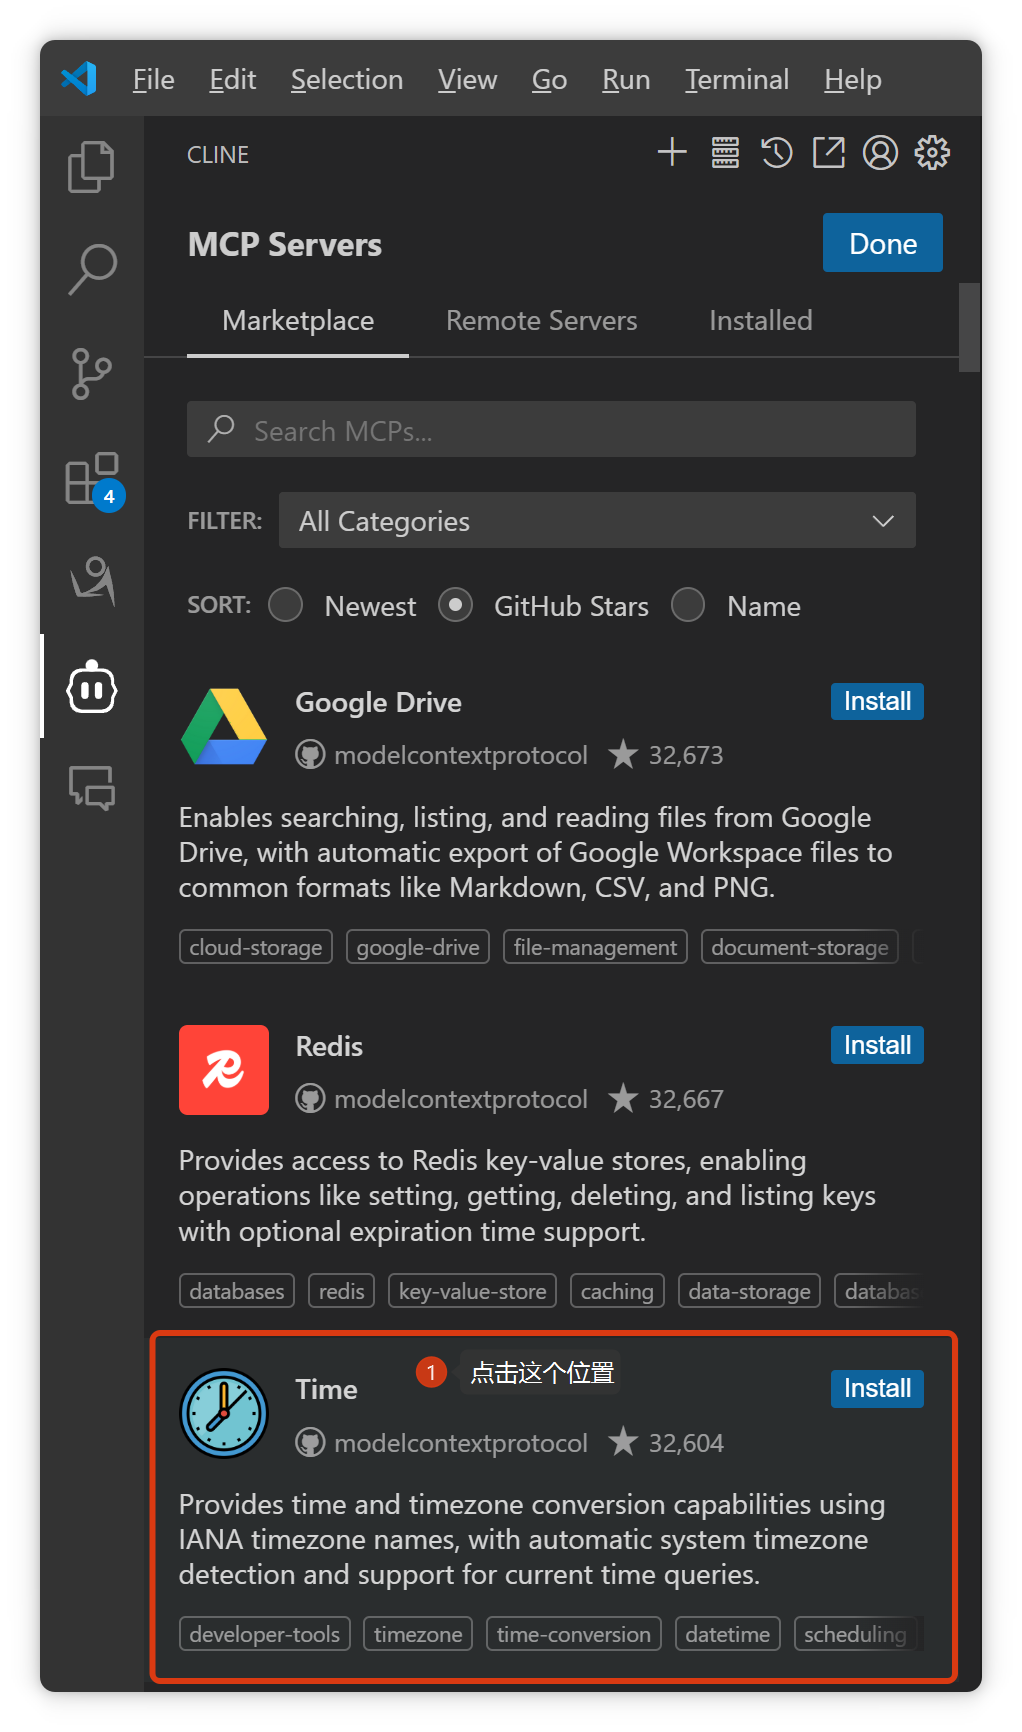 File Edit Selection View Go Run Terminal Help
CLINE
MCP Servers
Done
Marketplace Remote Servers Installed
Search MCPs...
FILTER: All Categories
4
SORT: Newest GitHub Stars Name
Google Drive Install
modelcontextprotocol 32,673
Enables searching, listing, and reading files from Google
Drive, with automatic export of Google Workspace files to
common formats like Markdown, CSV, and PNG.
cloud-storage google-drive file-management document-storage
Redis Install
modelcontextprotocol 32,667
Provides access to Redis key-value stores, enabling
operations like setting, getting, deleting, and listing keys
with optional expiration time support.
databases redis key-value-store caching data-storage databas
Time 1 点击这个位置 Install
modelcontextprotocol 32,604
Provides time and timezone conversion capabilities using
IANA timezone names, with automatic system timezone
detection and support for current time queries.
developer-tools timezone time-conversion datetime scheduling